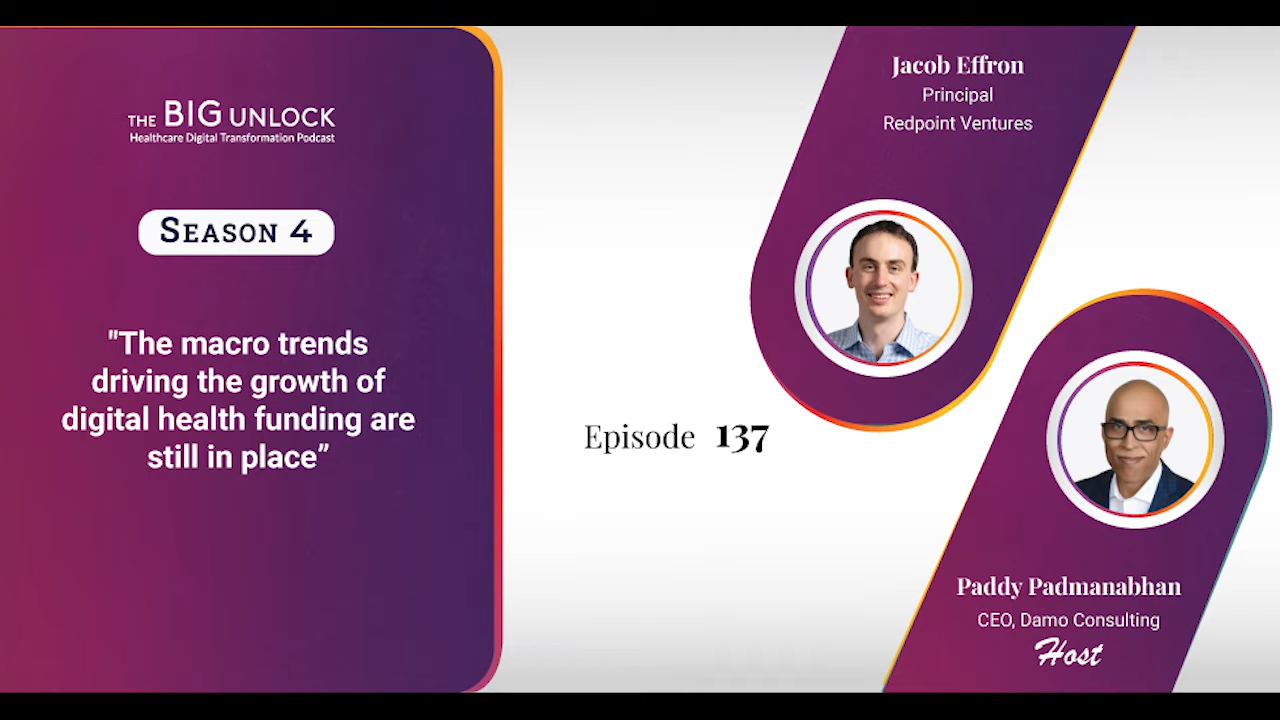 THE BIG UNLOCK
Healthcare Digital Transformation Podcast
SEASON 4
"The macro trends
driving the growth of
digital health funding are
still in place”
Episode 137
Jacob Effron
Principal
Redpoint Ventures
Paddy Padmanabhan
CEO, Damo Consulting
Host